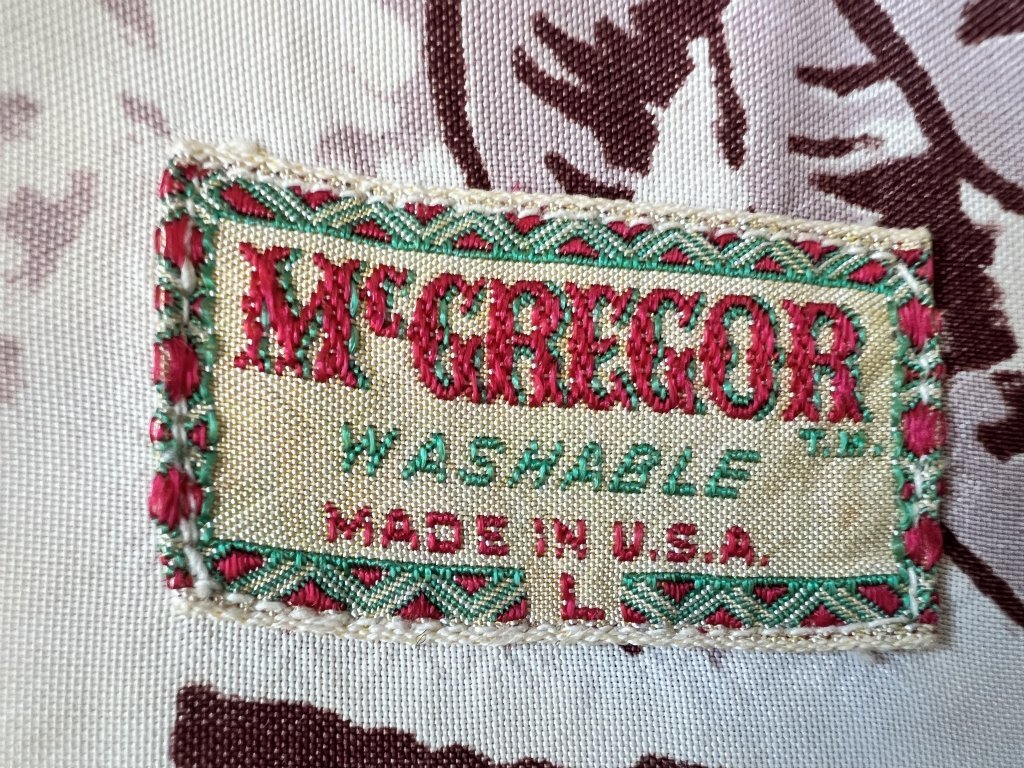 McGREGOR
T.M.
WASHABLE
MADE IN U.S.A.
L